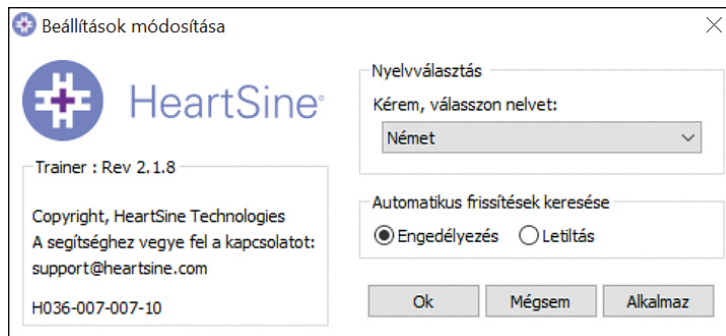 Beállítások módosítása
HeartSine®
Trainer : Rev 2.1.8
Copyright, HeartSine Technologies
A segítséghez vegye fel a kapcsolatot:
support@heartsine.com
H036-007-007-10
Nyelvválasztás
Kérem, válasszon nelvet:
Német
Automatikus frissítések keresése
Engedélyezés
Letiltás
Ok
Mégsem
Alkalmaz